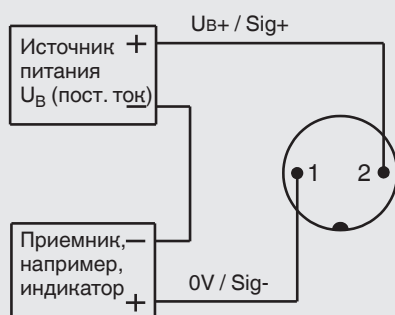 UB+ / Sig+
Источник +
питания
UB (пост. ток)
−
1 2
Приемник, −
например,
индикатор +
0V / Sig-